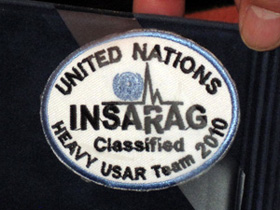 UNITED NATIONS
INSARAG
Classified
HEAVY USAR Team 2010